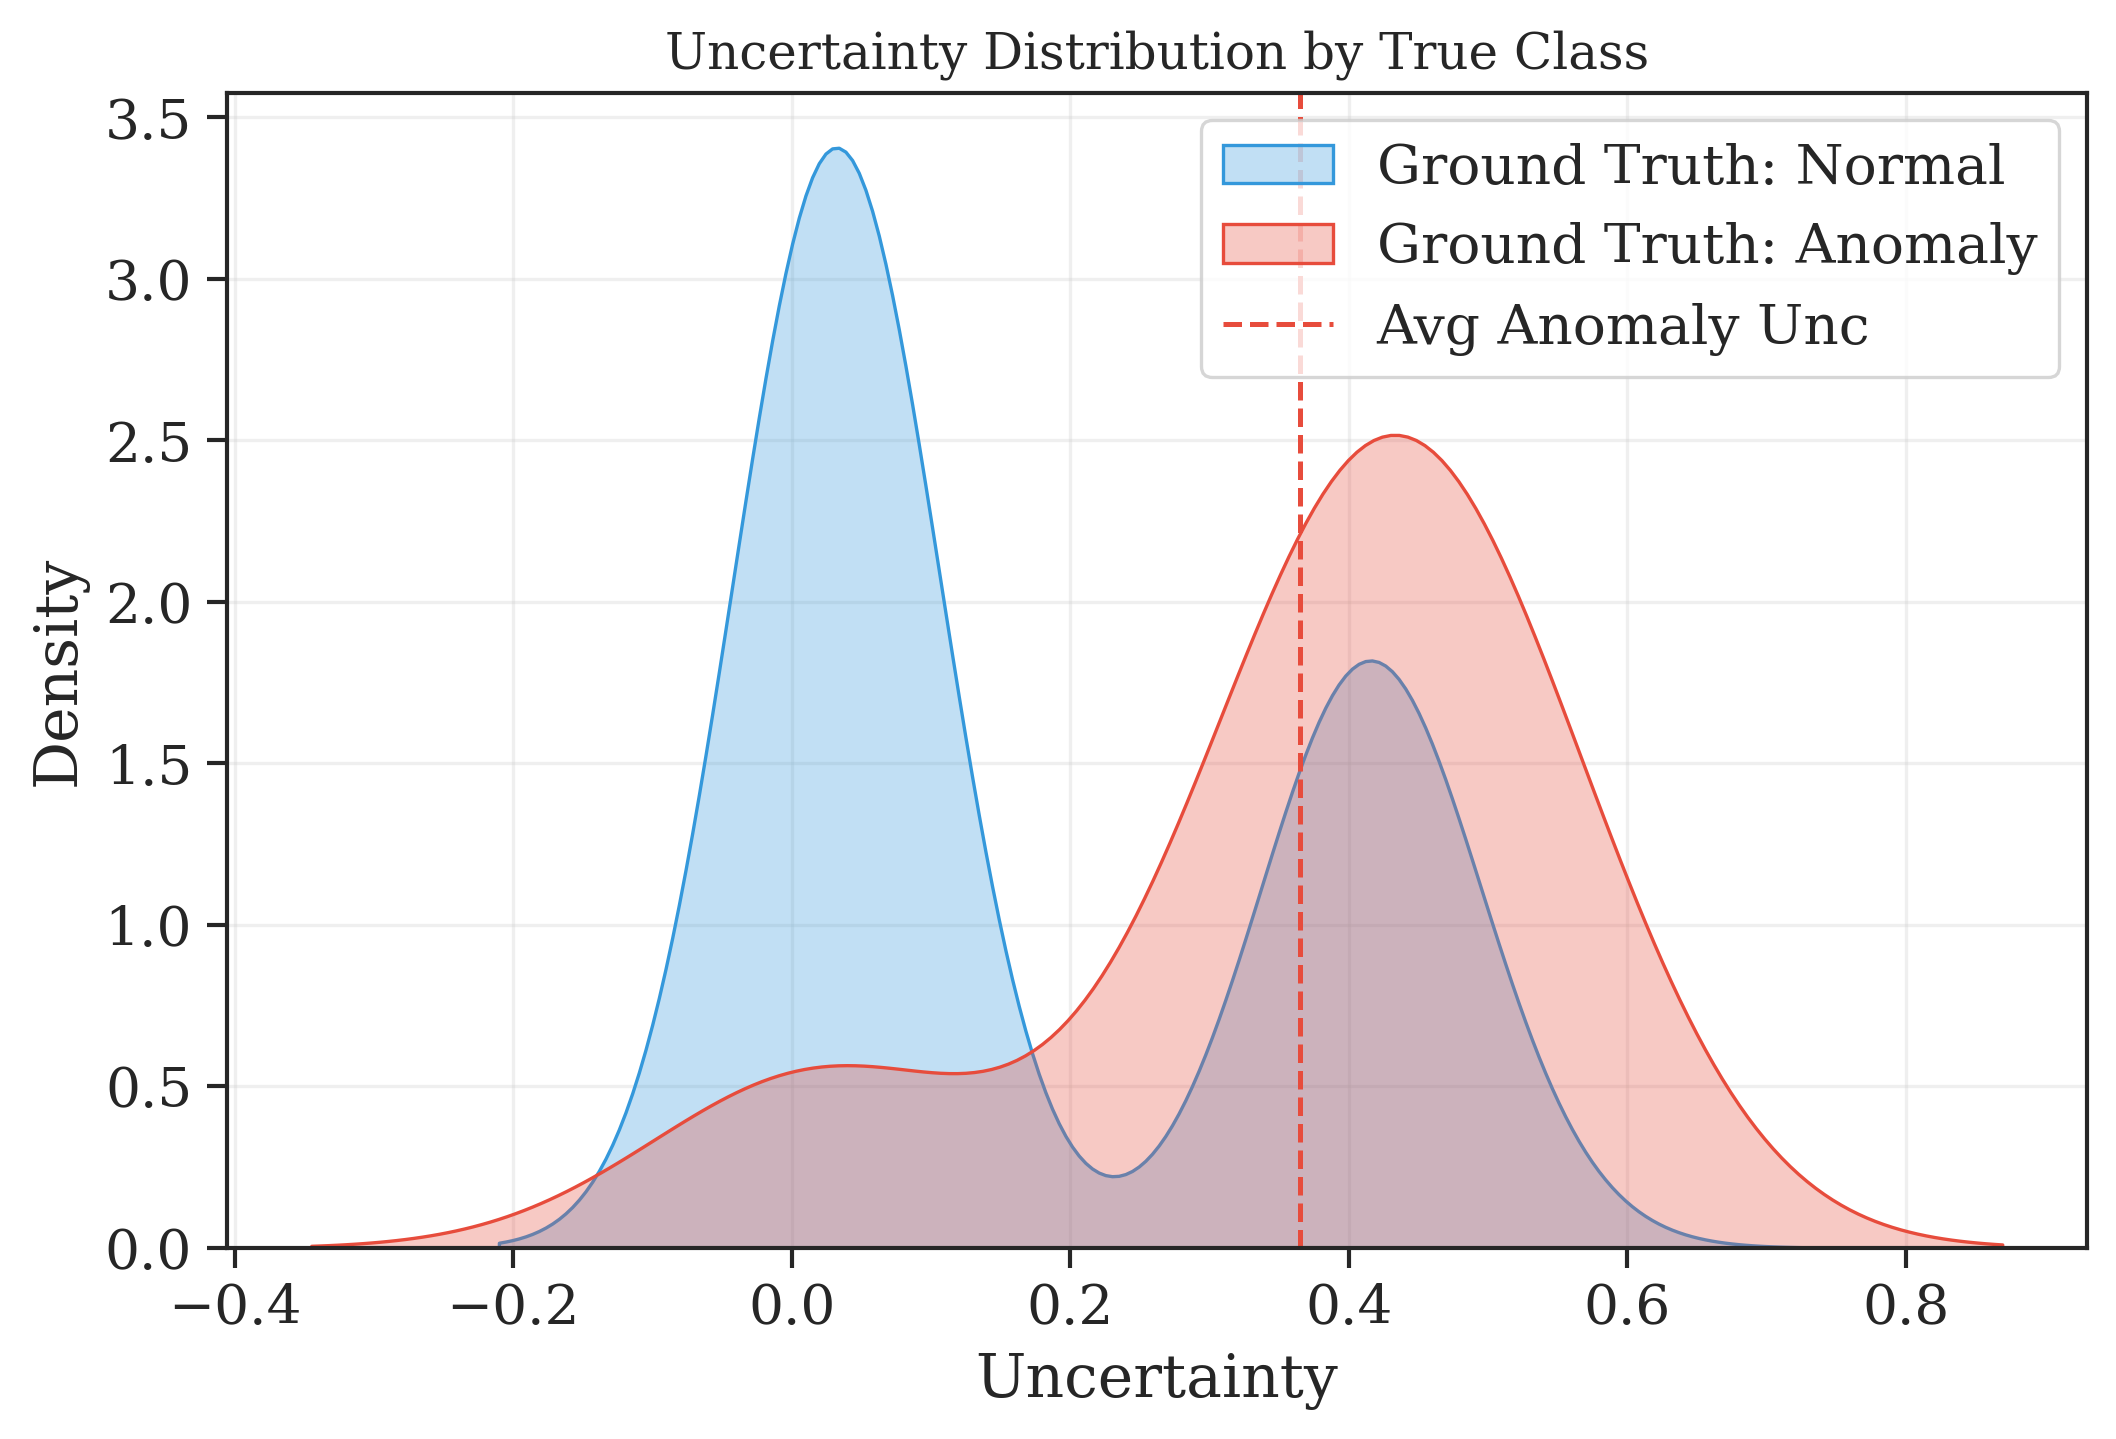 Uncertainty Distribution by True Class
3.5
3.0
2.5
2.0
1.5
1.0
0.5
0.0
Density
Ground Truth: Normal
Ground Truth: Anomaly
Avg Anomaly Unc
−0.4
−0.2
0.0
0.2
0.4
0.6
0.8
Uncertainty